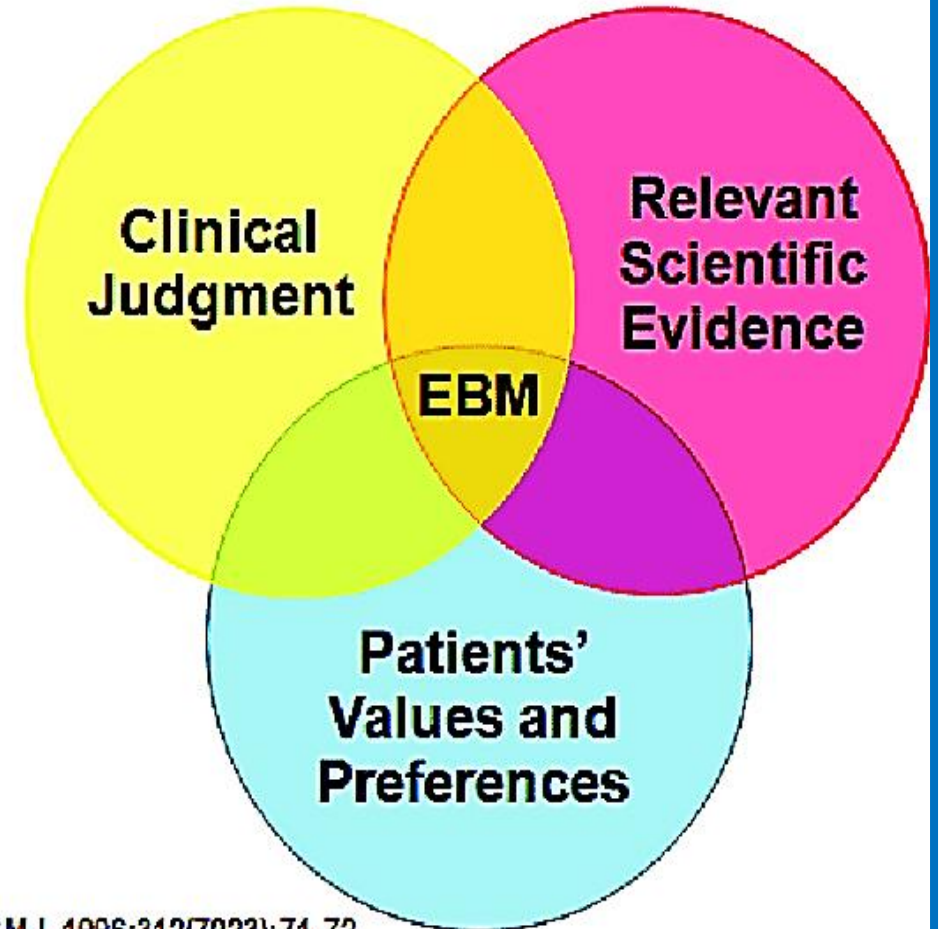 Clinical
Judgment
Relevant
Scientific
Evidence
EBM
Patients’
Values and
Preferences